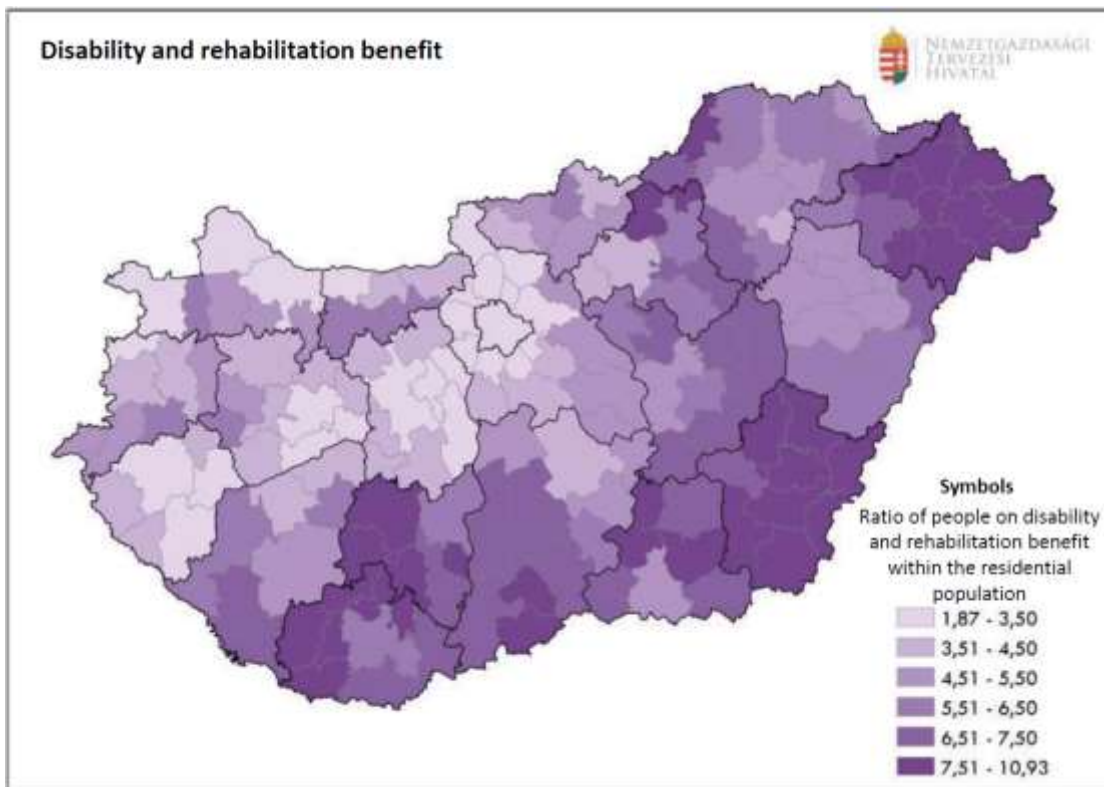 Disability and rehabilitation benefit
NEMZETGAZDASÁGI
TERVEZÉSI
HIVATAL
Symbols
Ratio of people on disability
and rehabilitation benefit
within the residential
population
1,87 - 3,50
3,51 - 4,50
4,51 - 5,50
5,51 - 6,50
6,51 - 7,50
7,51 - 10,93